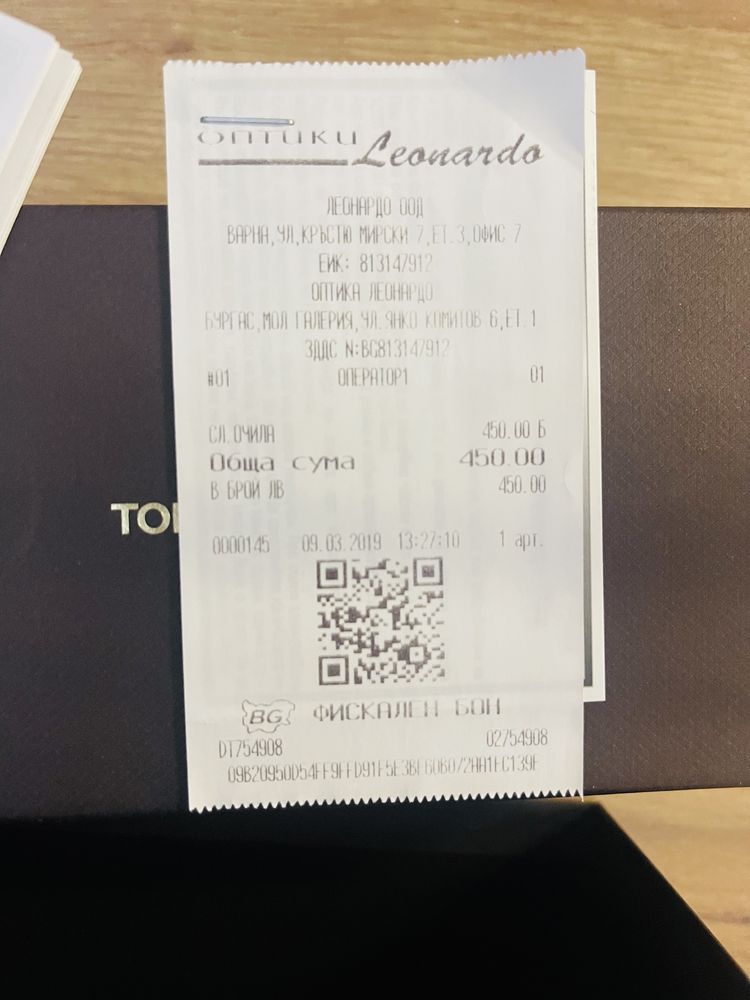 ОПТИКИ Leonardo
ЛЕОНАРДО ООД
ВАРНА,УЛ,КРЪСТЮ МИРСКИ 7,ЕТ.3,ОФИС 7
ЕИК: 813147912
ОПТИКА ЛЕОНАРДО
БУРГАС,МОЛ ГАЛЕРИЯ,УЛ.ЯНКО КОМИТОВ 6,ЕТ.1
ЗДДС N:BG813147912
#01 ОПЕРАТОР1 01
СЛ.ОЧИЛА 450.00 Б
Обща сума 450.00
В БРОИ ЛВ 450.00
0000145 09.03.2019 13:27:10 1 арт.
BG ФИСКАЛЕН БОН
DT754908 02754908
TO